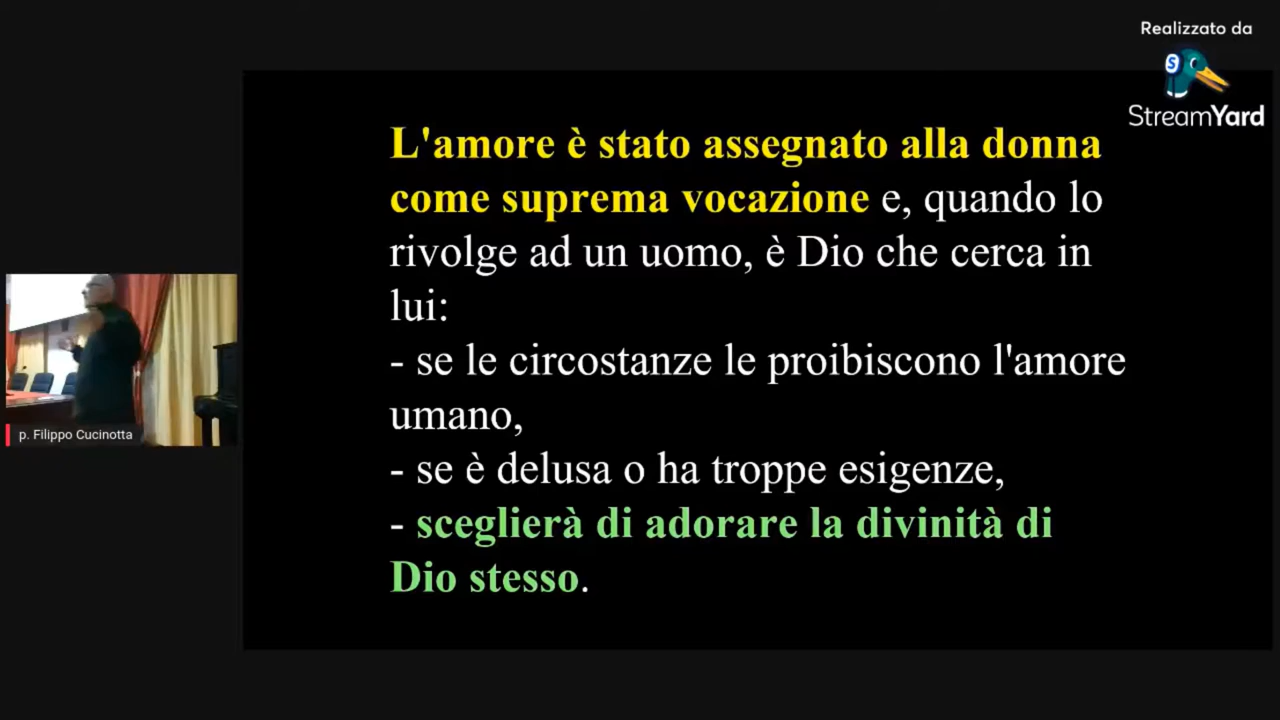 Realizzato da
StreamYard
L'amore è stato assegnato alla donna
come suprema vocazione e, quando lo
rivolge ad un uomo, è Dio che cerca in
lui:
- se le circostanze le proibiscono l'amore
umano,
- se è delusa o ha troppe esigenze,
- sceglierà di adorare la divinità di
Dio stesso.
p. Filippo Cucinotta